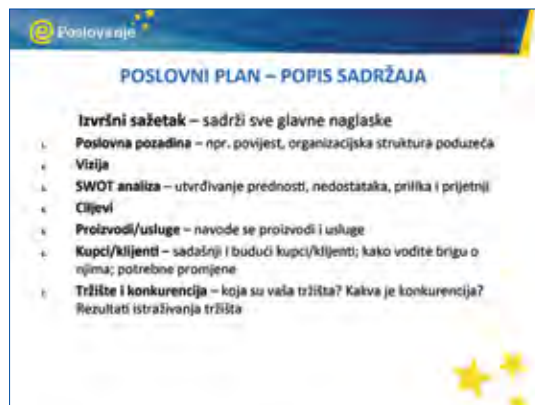 e Poslovanje
POSLOVNI PLAN – POPIS SADRŽAJA
Izvršni sažetak – sadrži sve glavne naglaske
Poslovna pozadina – npr. povijest, organizacijska struktura poduzeća
Vizija
SWOT analiza – utvrđivanje prednosti, nedostataka, prilika i prijetnji
Ciljevi
Proizvodi/usluge – navode se proizvodi i usluge
Kupci/klijenti – sadašnji i budući kupci/klijenti; kako vodite brigu o
njima; potrebne promjene
Tržište i konkurencija – koja su vaša tržišta? Kakva je konkurencija?
Rezultati istraživanja tržišta